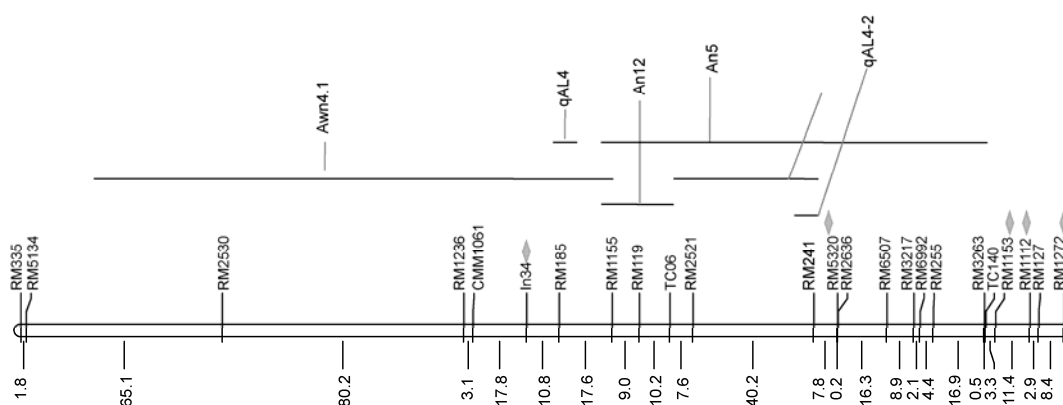 Awn4.1
qAL4
An12
An5
qAL4-2
RM335
RM5134
RM2530
RM1236
CMM1061
In34
RM185
RM1155
RM119
TC06
RM2521
RM241
RM5320
RM2636
RM6507
RM3217
RM6992
RM255
RM3263
TC140
RM1153
RM1112
RM127
RM1272
1.8
65.1
80.2
3.1
17.8
10.8
17.6
9.0
10.2
7.6
40.2
7.8
0.2
16.3
8.9
2.1
4.4
16.9
0.5
3.3
11.4
2.9
8.4